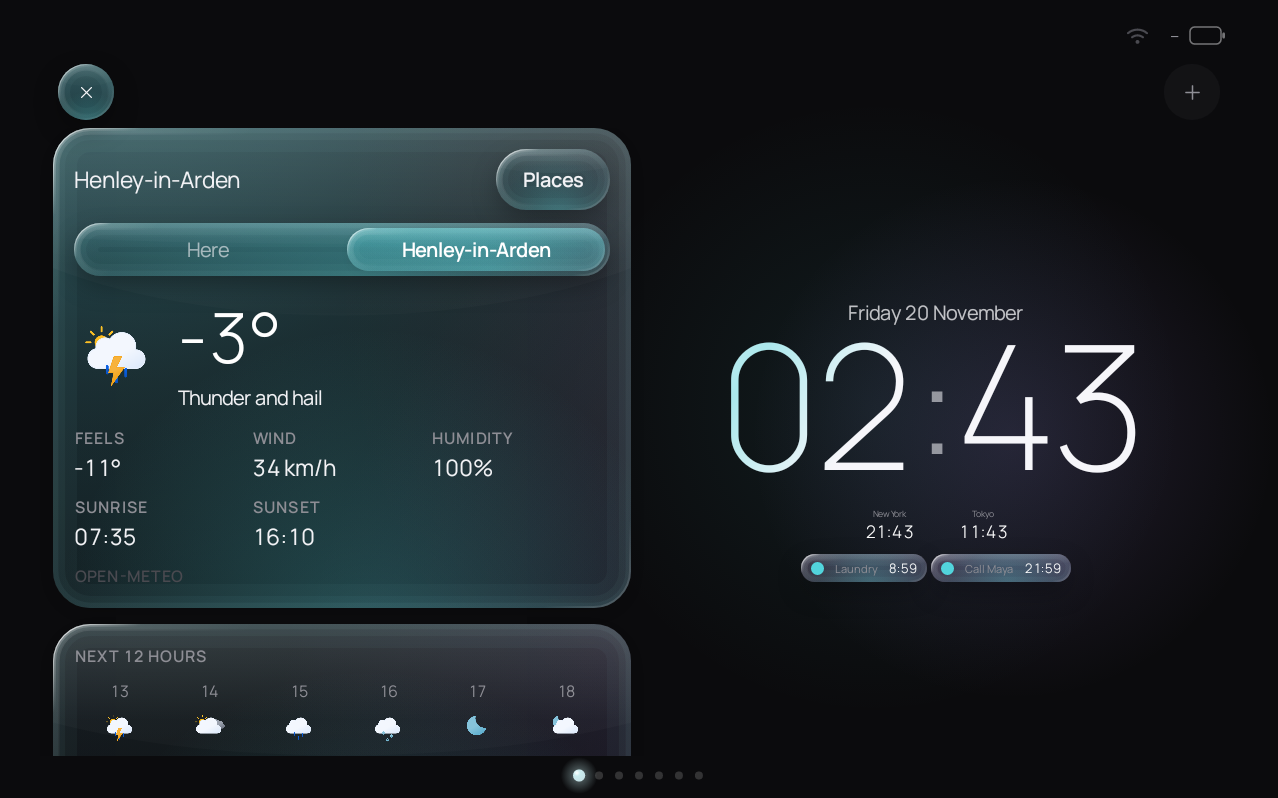 –
Henley-in-Arden
Places
Here
Henley-in-Arden
-3°
Thunder and hail
FEELS
WIND
HUMIDITY
-11°
34 km/h
100%
SUNRISE
SUNSET
07:35
16:10
OPEN-METEO
NEXT 12 HOURS
13
14
15
16
17
18
Friday 20 November
02:43
New York
Tokyo
21:43
11:43
Laundry 8:59
Call Maya 21:59